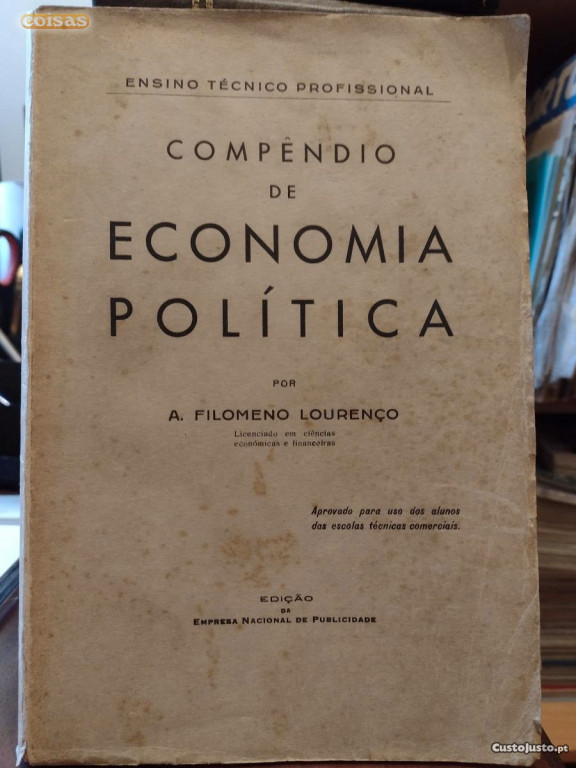 coisas
ENSINO TÉCNICO PROFISSIONAL
COMPÊNDIO
DE
ECONOMIA
POLÍTICA
POR
A. FILOMENO LOURENÇO
Licenciado em ciências
económicas e financeiras
Aprovado para uso dos alunos
das escolas técnicas comerciais.
EDIÇÃO
DA
EMPRESA NACIONAL DE PUBLICIDADE
CustoJusto.pt